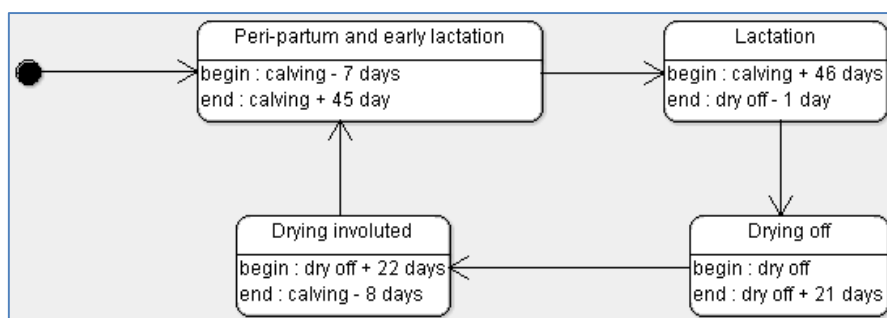 Peri-partum and early lactation
begin : calving - 7 days
end : calving + 45 day
Lactation
begin : calving + 46 days
end : dry off - 1 day
Drying involuted
begin : dry off + 22 days
end : calving - 8 days
Drying off
begin : dry off
end : dry off + 21 days